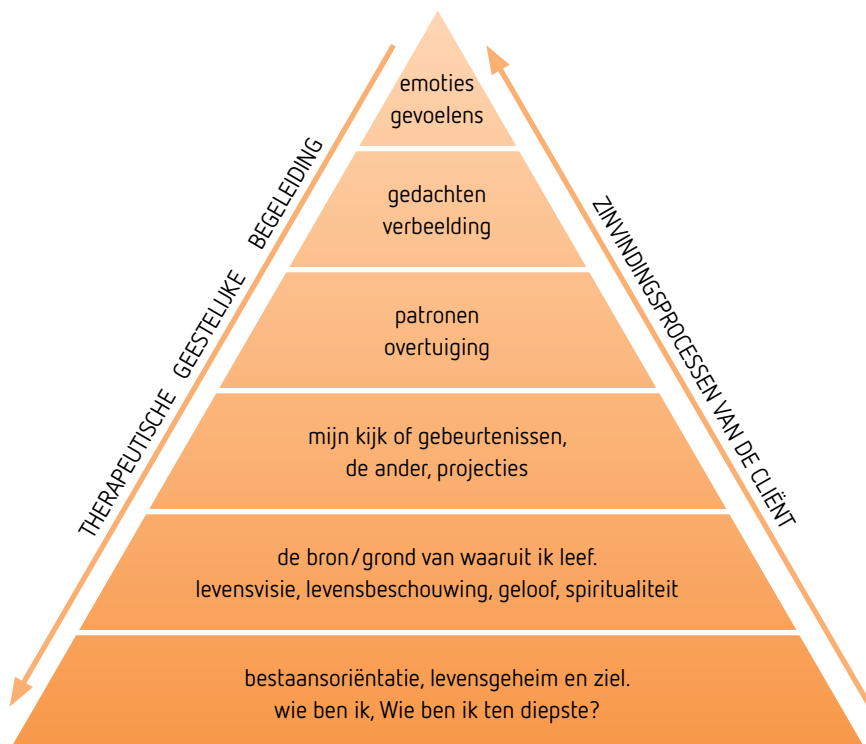 emoties
gevoelens
gedachten
verbeelding
patronen
overtuiging
mijn kijk of gebeurtenissen,
de ander, projecties
de bron/grond van waaruit ik leef.
levensvisie, levensbeschouwing, geloof, spiritualiteit
bestaansoriëntatie, levensgeheim en ziel.
wie ben ik, Wie ben ik ten diepste?
THERAPEUTISCHE GEESTELIJKE BEGELEIDING
ZINVINDINGSPROCESSEN VAN DE CLIËNT